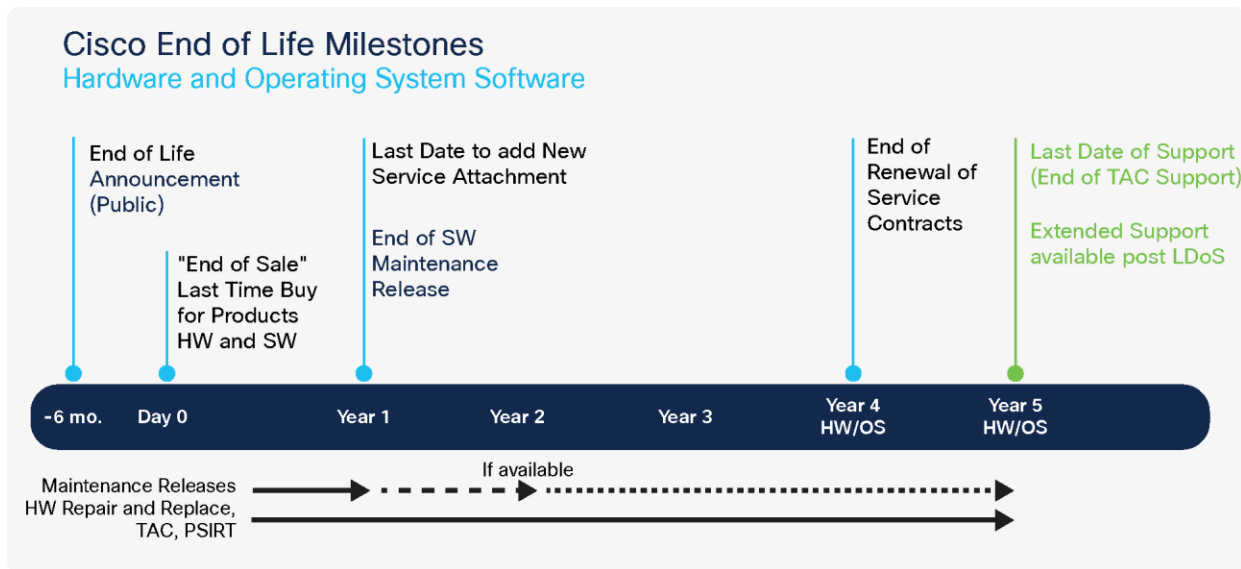 Cisco End of Life Milestones
Hardware and Operating System Software
End of Life
Announcement
(Public)
"End of Sale"
Last Time Buy
for Products
HW and SW
Last Date to add New
Service Attachment
End of SW
Maintenance
Release
End of
Renewal of
Service
Contracts
Last Date of Support
(End of TAC Support)
Extended Support
available post LDoS
-6 mo.
Day 0
Year 1
Year 2
Year 3
Year 4
HW/OS
Year 5
HW/OS
If available
Maintenance Releases
HW Repair and Replace,
TAC, PSIRT